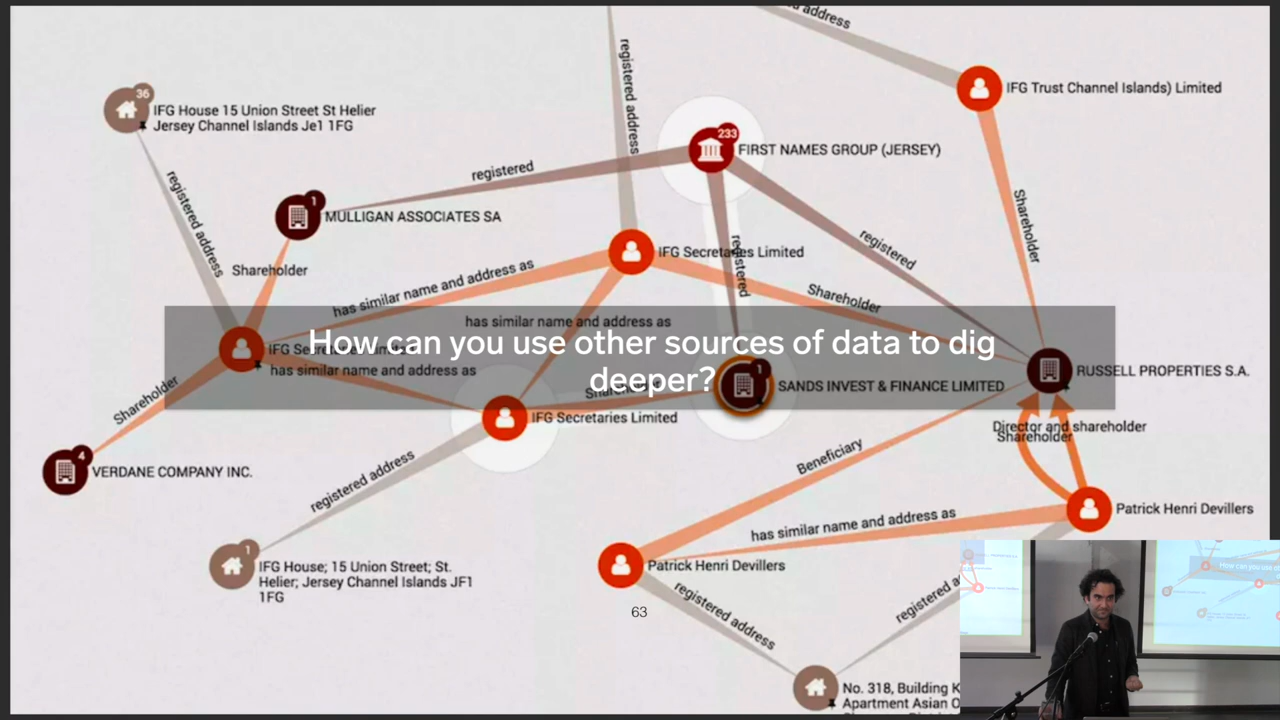 d address
registered address
36
IFG House 15 Union Street St Helier
Jersey Channel Islands Je1 1FG
IFG Trust Channel Islands) Limited
233
FIRST NAMES GROUP (JERSEY)
registered
registered address
1
MULLIGAN ASSOCIATES SA
Shareholder
registered
registered
IFG Secretaries Limited
Shareholder
has similar name and address as
Shareholder
has similar name and address as
How can you use other sources of data to dig
deeper?
IFG Secretaries Limited
has similar name and address as
1
SANDS INVEST & FINANCE LIMITED
RUSSELL PROPERTIES S.A.
Shareholder
Shareholder
IFG Secretaries Limited
Director and shareholder
Shareholder
4
VERDANE COMPANY INC.
registered address
Beneficiary
Patrick Henri Devillers
has similar name and address as
1
IFG House; 15 Union Street; St.
Helier; Jersey Channel Islands JF1
1FG
Patrick Henri Devillers
registered address
registered a
63
No. 318, Building K
Apartment Asian O